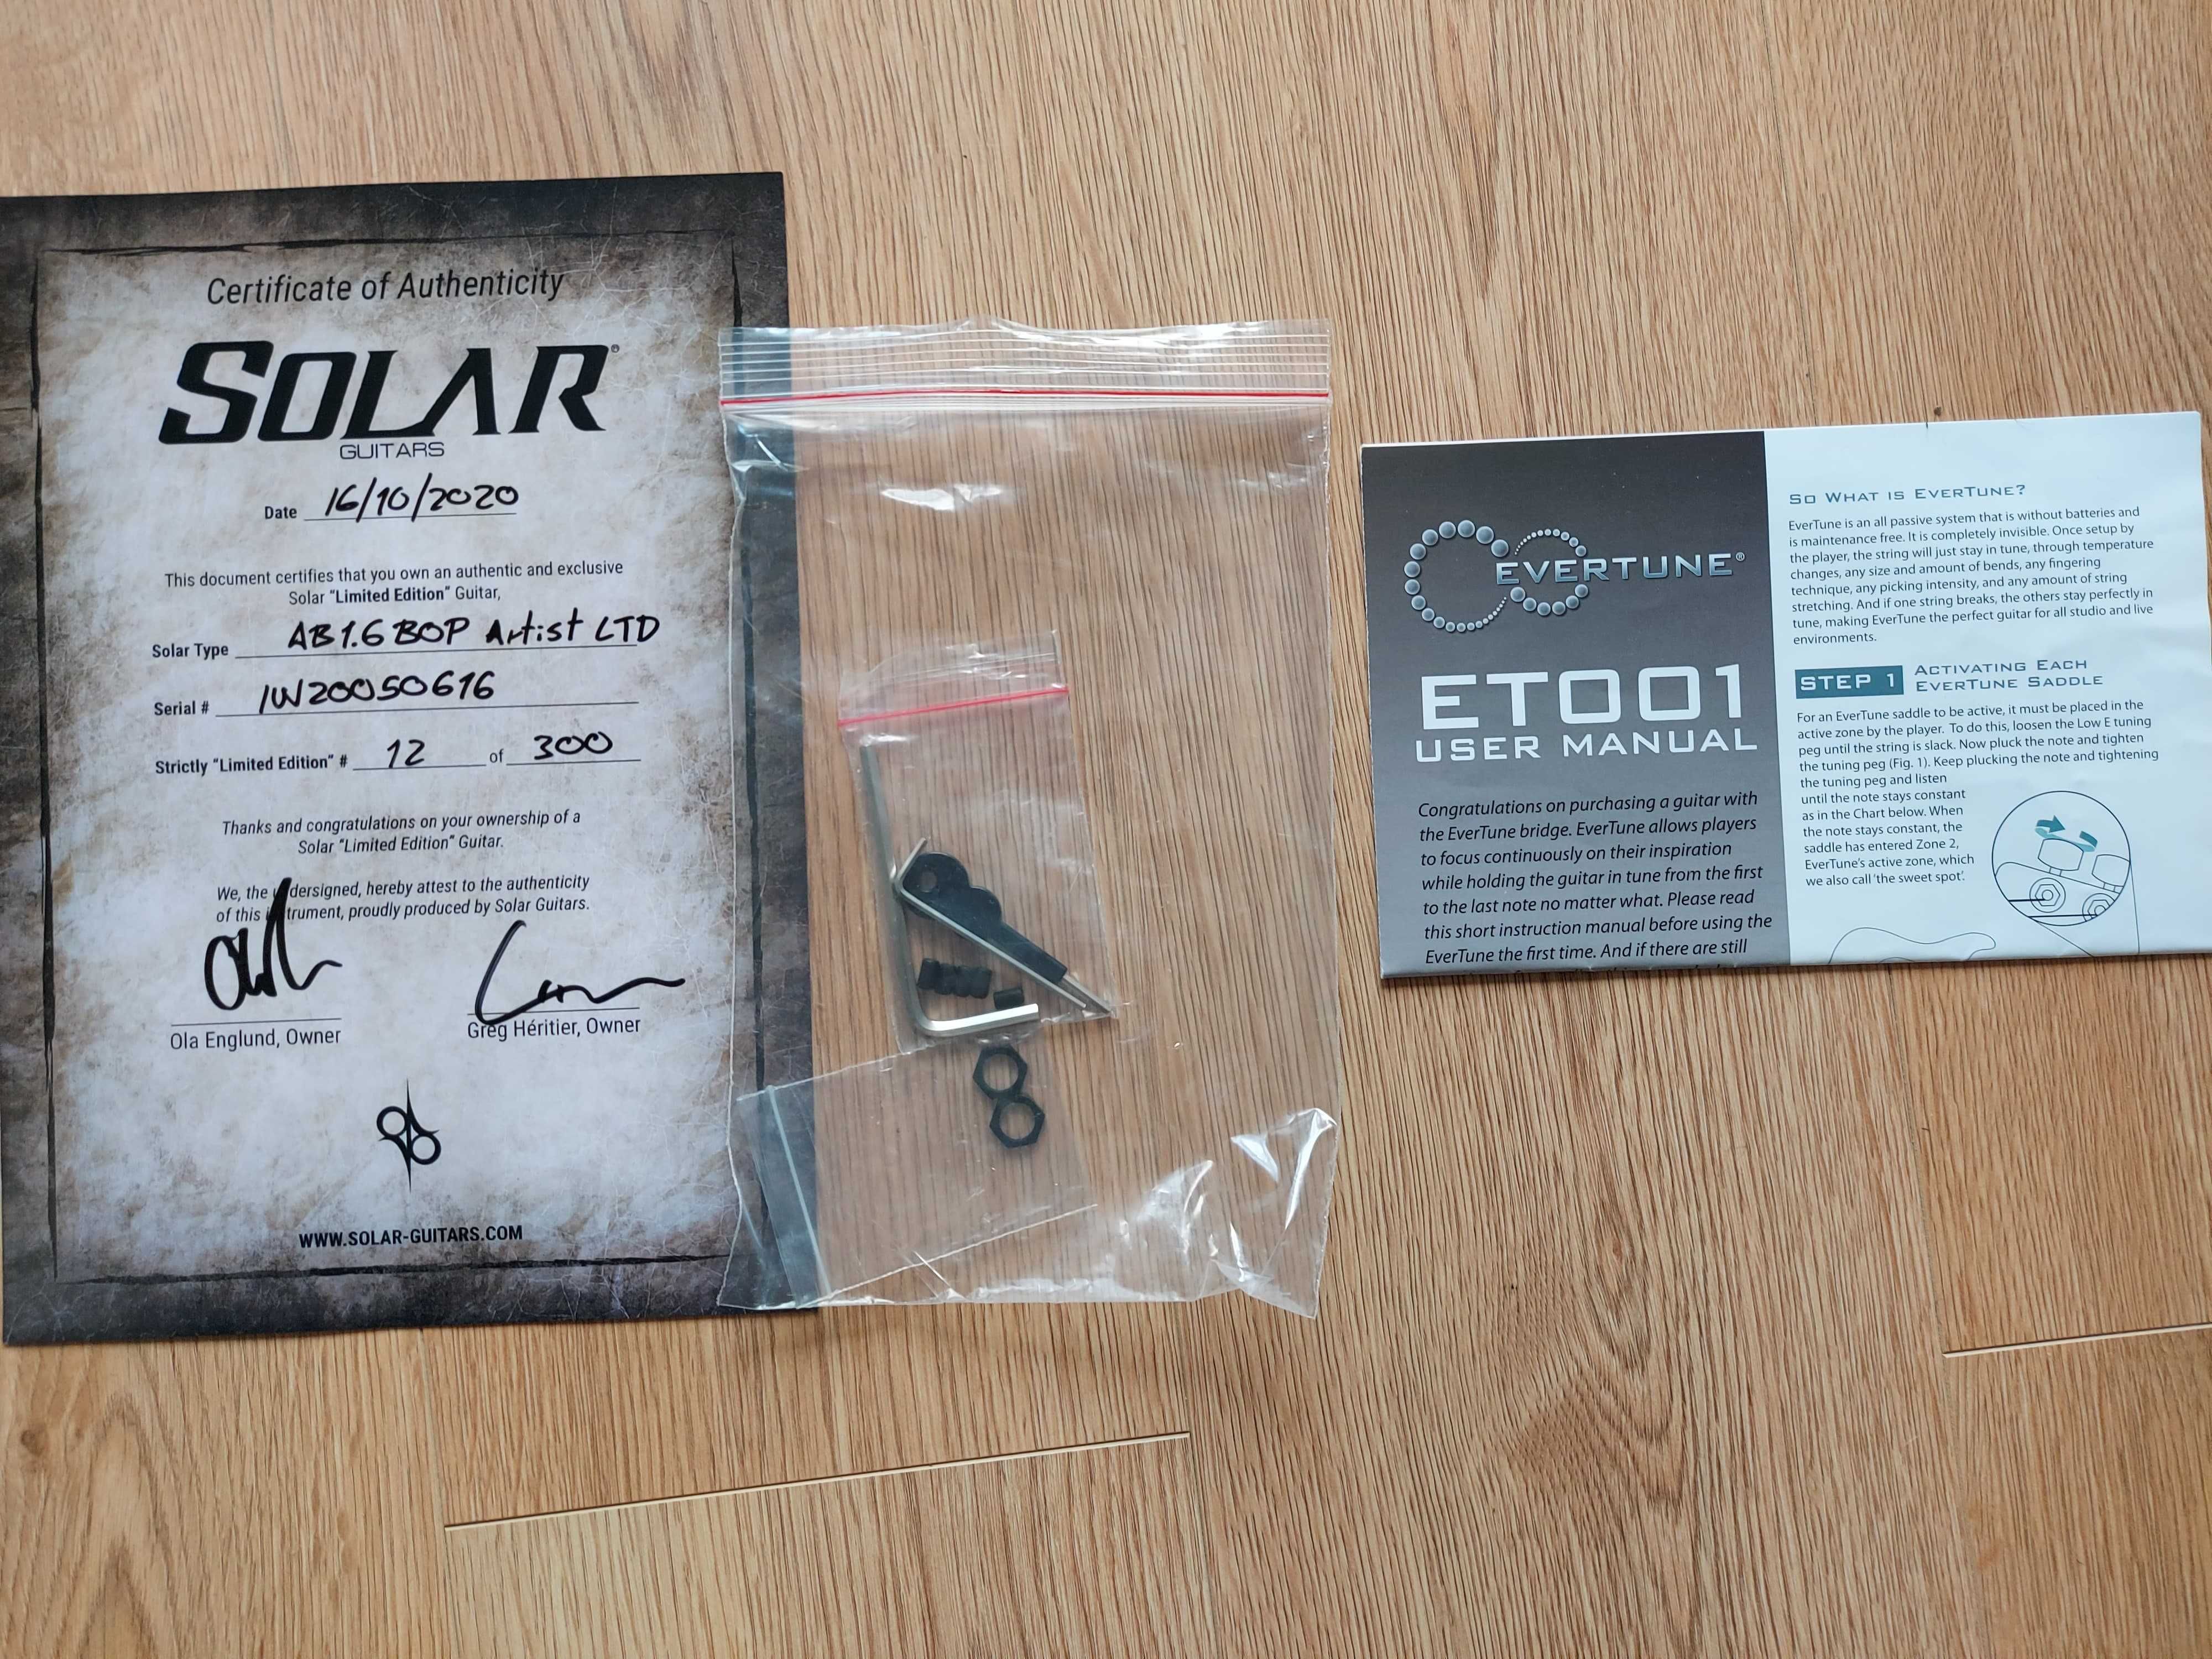 Certificate of Authenticity
SOLAR®
GUITARS
Date 16/10/2020
This document certifies that you own an authentic and exclusive
Solar "Limited Edition" Guitar,
Solar Type AB1.6BOP Artist LTD
Serial # IW20050616
Strictly "Limited Edition" # 12 of 300
Thanks and congratulations on your ownership of a
Solar "Limited Edition" Guitar.
We, the undersigned, hereby attest to the authenticity
of this instrument, proudly produced by Solar Guitars.
Ola Englund, Owner
Greg Héritier, Owner
WWW.SOLAR-GUITARS.COM
EVERTUNE®
ET001
USER MANUAL
Congratulations on purchasing a guitar with
the EverTune bridge. EverTune allows players
to focus continuously on their inspiration
while holding the guitar in tune from the first
to the last note no matter what. Please read
this short instruction manual before using the
EverTune the first time. And if there are still
So What is EverTune?
EverTune is an all passive system that is without batteries and
is maintenance free. It is completely invisible. Once setup by
the player, the string will just stay in tune, through temperature
changes, any size and amount of bends, any fingering
technique, any picking intensity, and any amount of string
stretching. And if one string breaks, the others stay perfectly in
tune, making EverTune the perfect guitar for all studio and live
environments.
STEP 1 Activating Each
EverTune Saddle
For an EverTune saddle to be active, it must be placed in the
active zone by the player. To do this, loosen the Low E tuning
peg until the string is slack. Now pluck the note and tighten
the tuning peg (Fig. 1). Keep plucking the note and tightening
the tuning peg and listen
until the note stays constant
as in the Chart below. When
the note stays constant, the
saddle has entered Zone 2,
EverTune's active zone, which
we also call 'the sweet spot'.